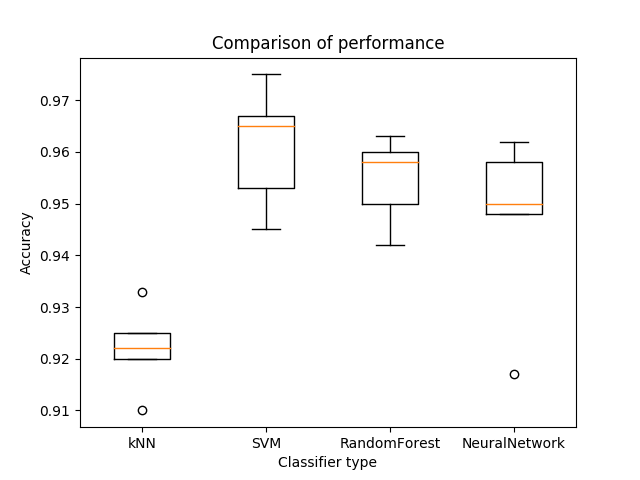 Comparison of performance
Accuracy
0.97
0.96
0.95
0.94
0.93
0.92
0.91
kNN SVM RandomForest NeuralNetwork
Classifier type